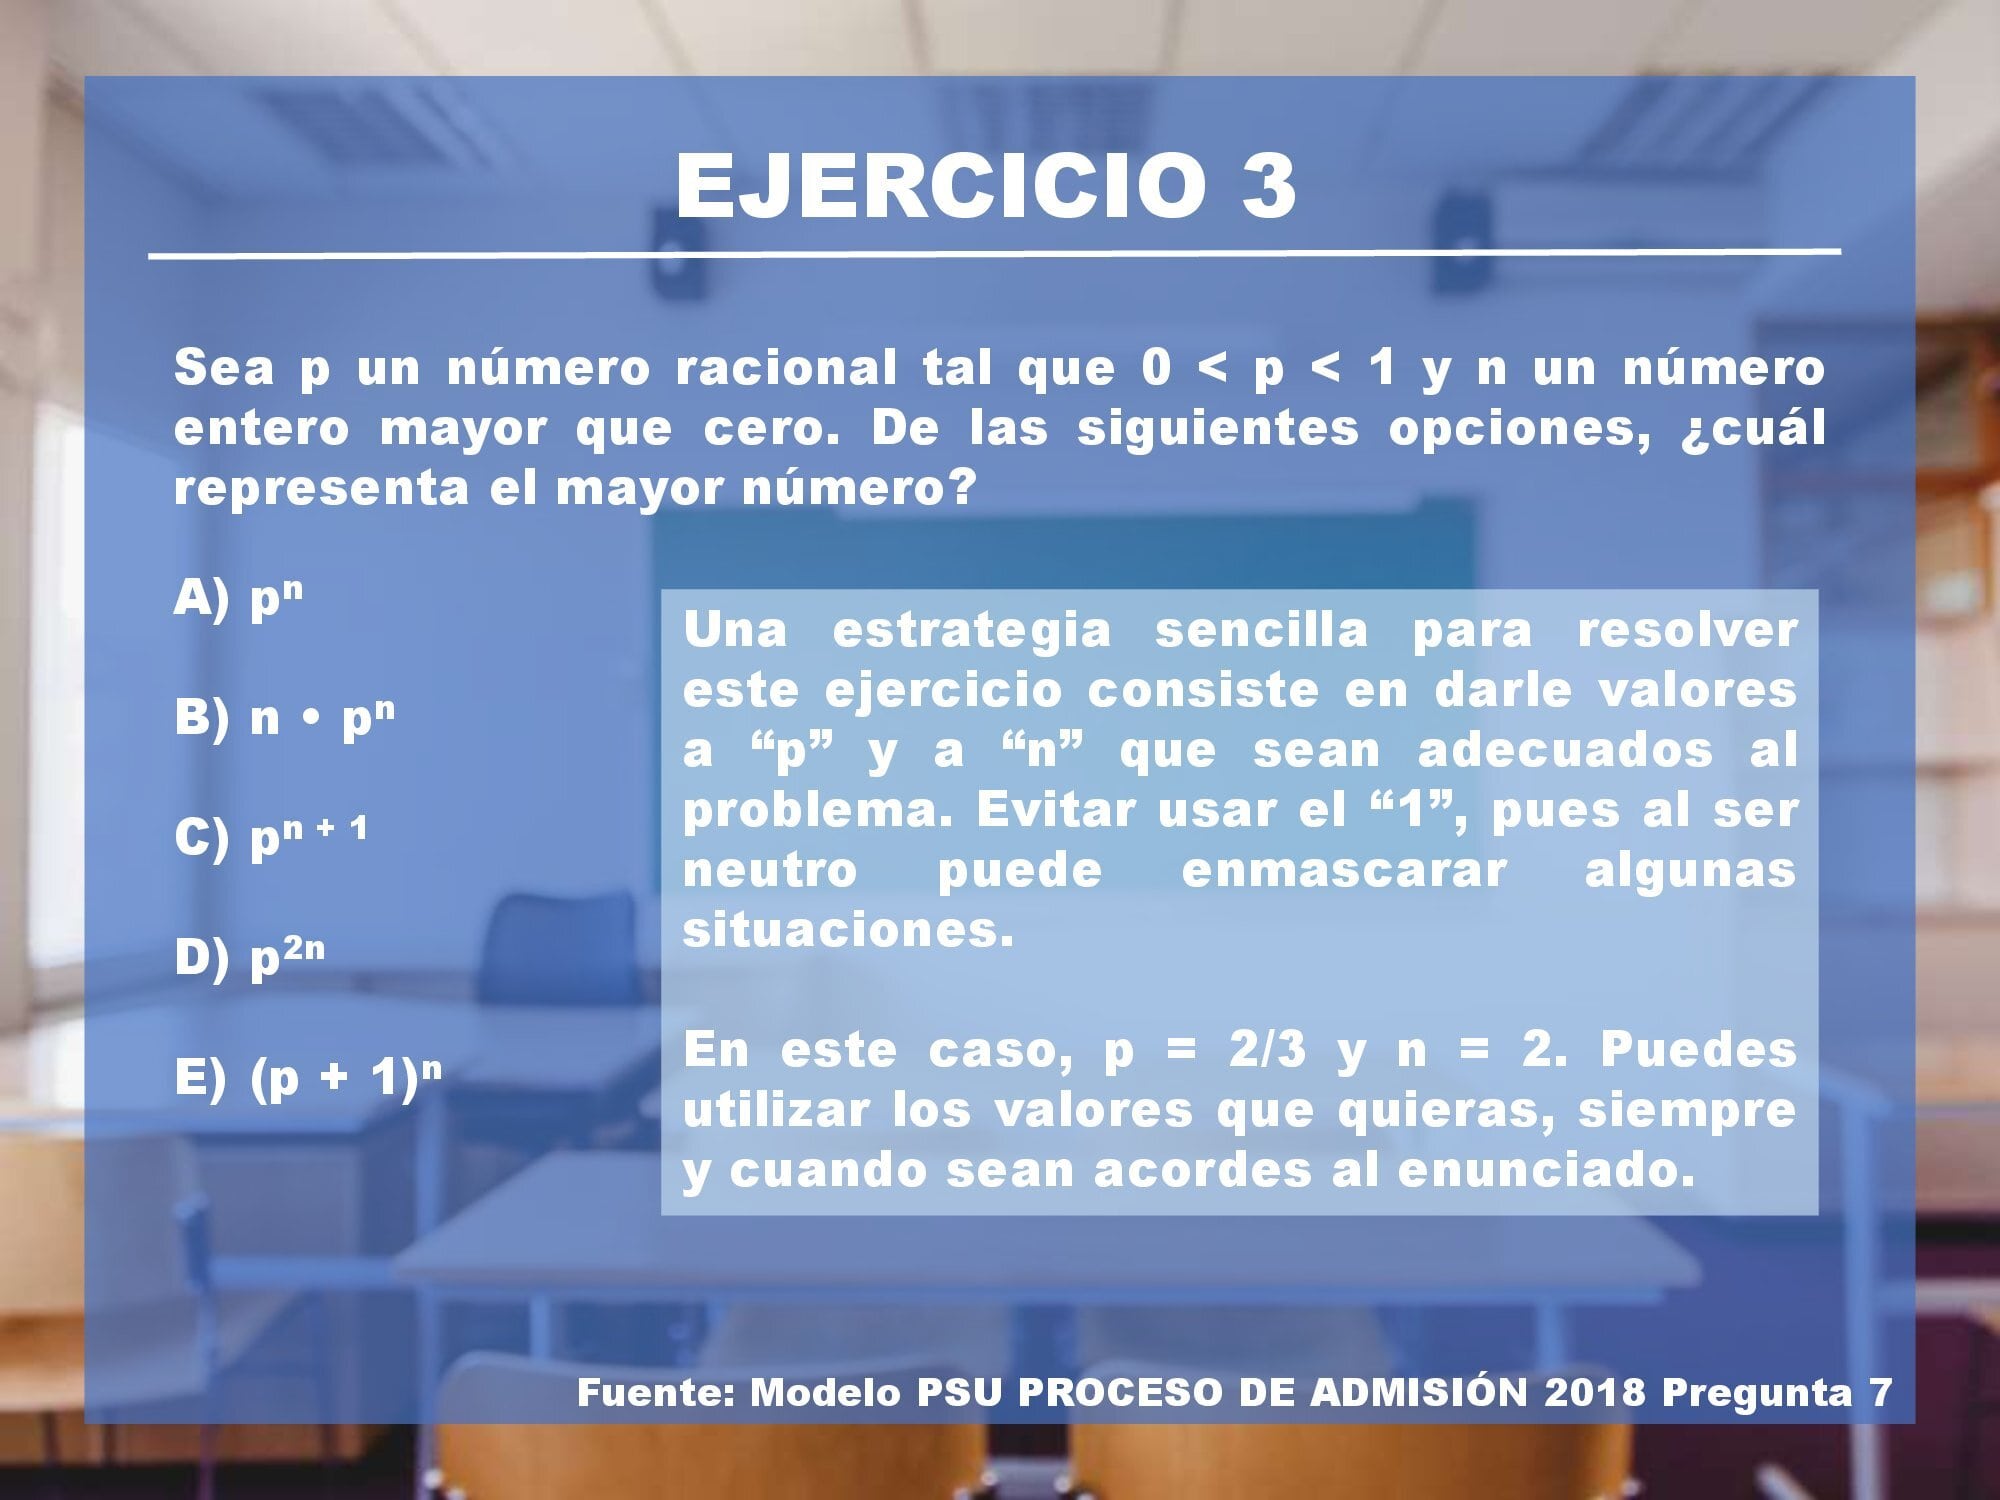 EJERCICIO 3
Sea p un número racional tal que 0 < p < 1 y n un número
entero mayor que cero. De las siguientes opciones, ¿cuál
representa el mayor número?
A) pⁿ
B) n • pⁿ
C) pⁿ ⁺ ¹
D) p²ⁿ
E) (p + 1)ⁿ
Una estrategia sencilla para resolver
este ejercicio consiste en darle valores
a “p” y a “n” que sean adecuados al
problema. Evitar usar el “1”, pues al ser
neutro puede enmascarar algunas
situaciones.
En este caso, p = 2/3 y n = 2. Puedes
utilizar los valores que quieras, siempre
y cuando sean acordes al enunciado.
Fuente: Modelo PSU PROCESO DE ADMISIÓN 2018 Pregunta 7